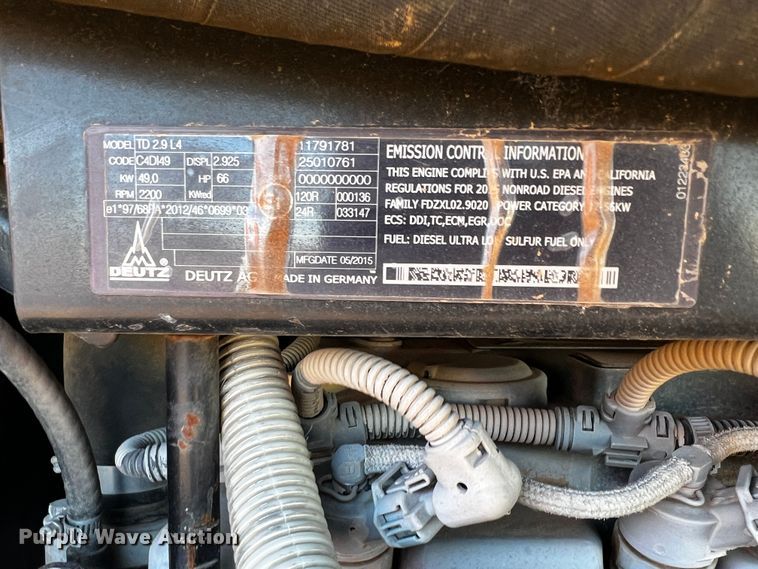 MODEL TD 2.9 L4 11791781
CODE C4DI49 DISPL 2.925 25010761
KW 49,0 HP 66 0000000000
RPM 2200 KWred 120R 000136
24R 033147
MFGDATE 05/2015
DEUTZ
DEUTZ AG MADE IN GERMANY
EMISSION CONTROL INFORMATION
THIS ENGINE COMPLIES WITH U.S. EPA AND CALIFORNIA
REGULATIONS FOR 2015 NONROAD DIESEL ENGINES
FAMILY FDZXL02.9020 POWER CATEGORY
ECS: DDI,TC,ECM,EGR,DOC
FUEL: DIESEL ULTRA LOW SULFUR FUEL ONLY
Purple Wave Auction